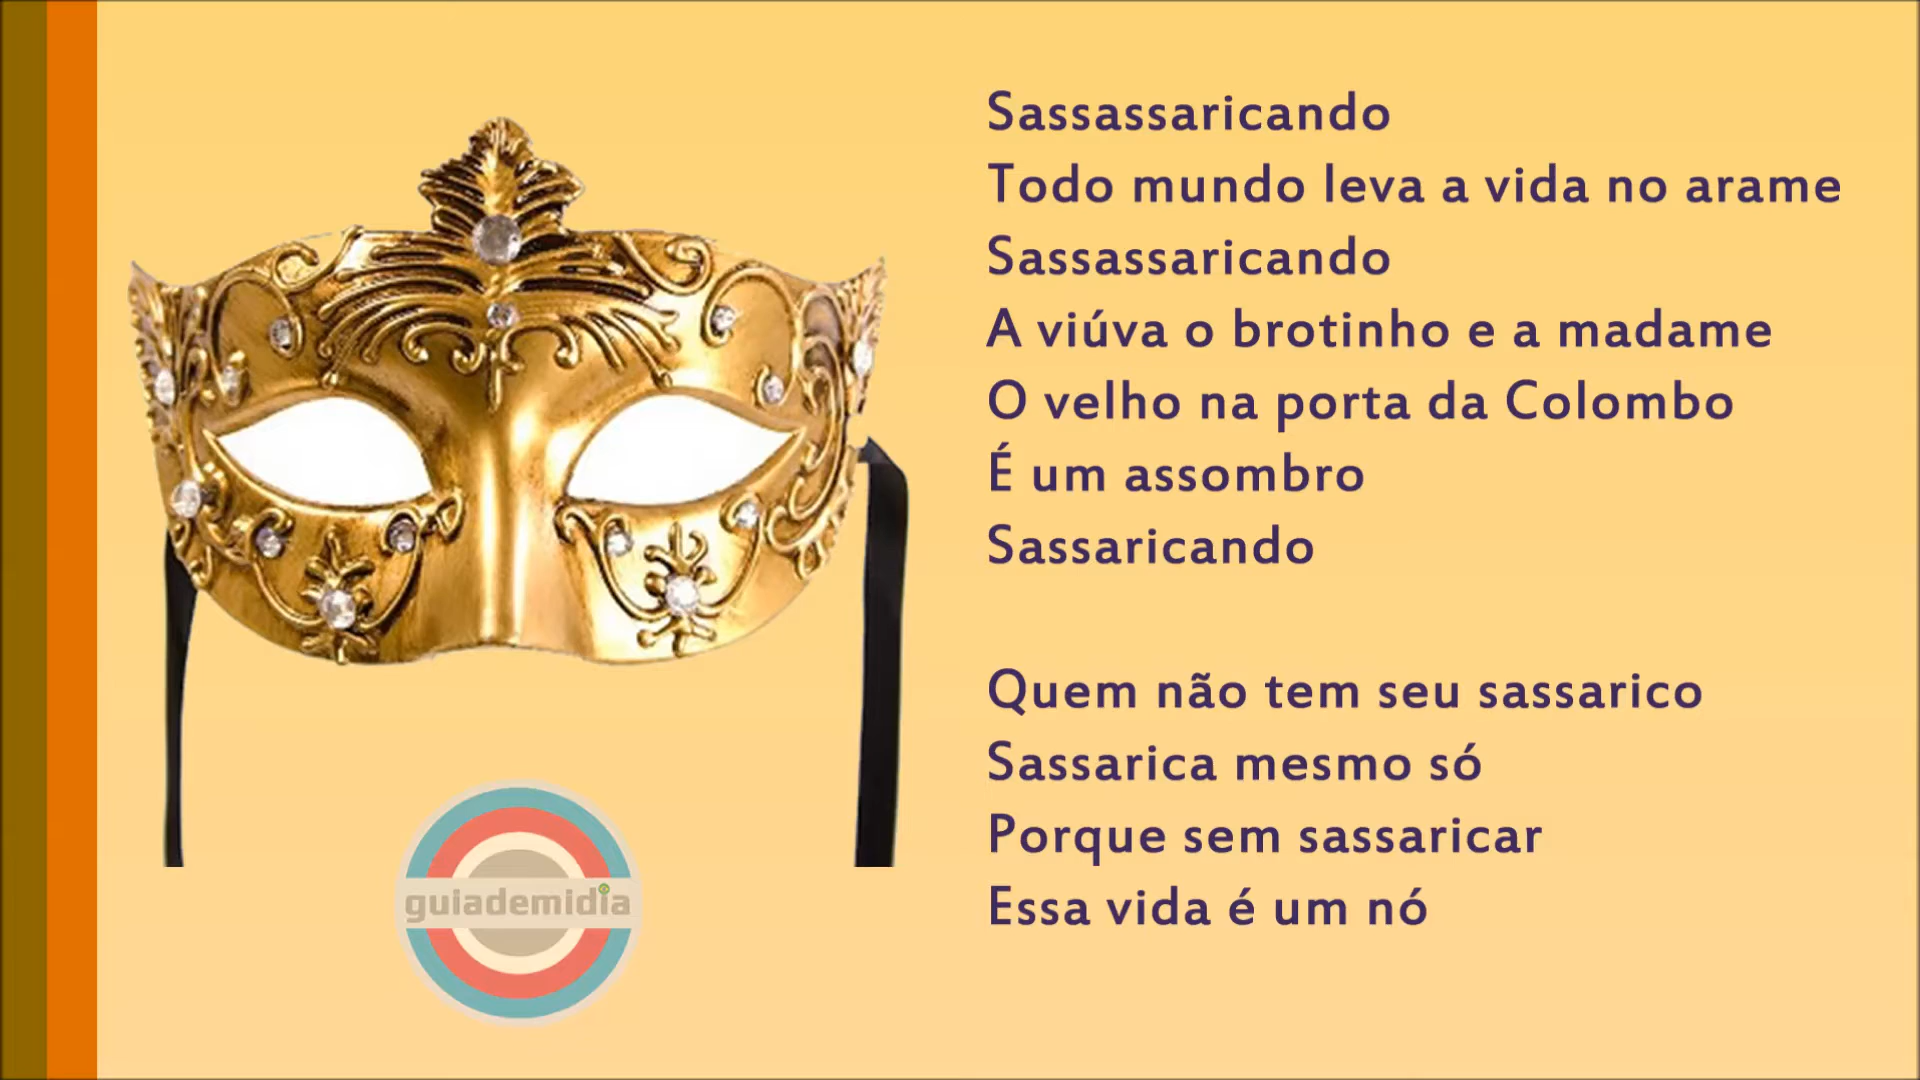 Sassassaricando
Todo mundo leva a vida no arame
Sassassaricando
A viúva o brotinho e a madame
O velho na porta da Colombo
É um assombro
Sassaricando
Quem não tem seu sassarico
Sassarica mesmo só
Porque sem sassaricar
Essa vida é um nó
guiademidia